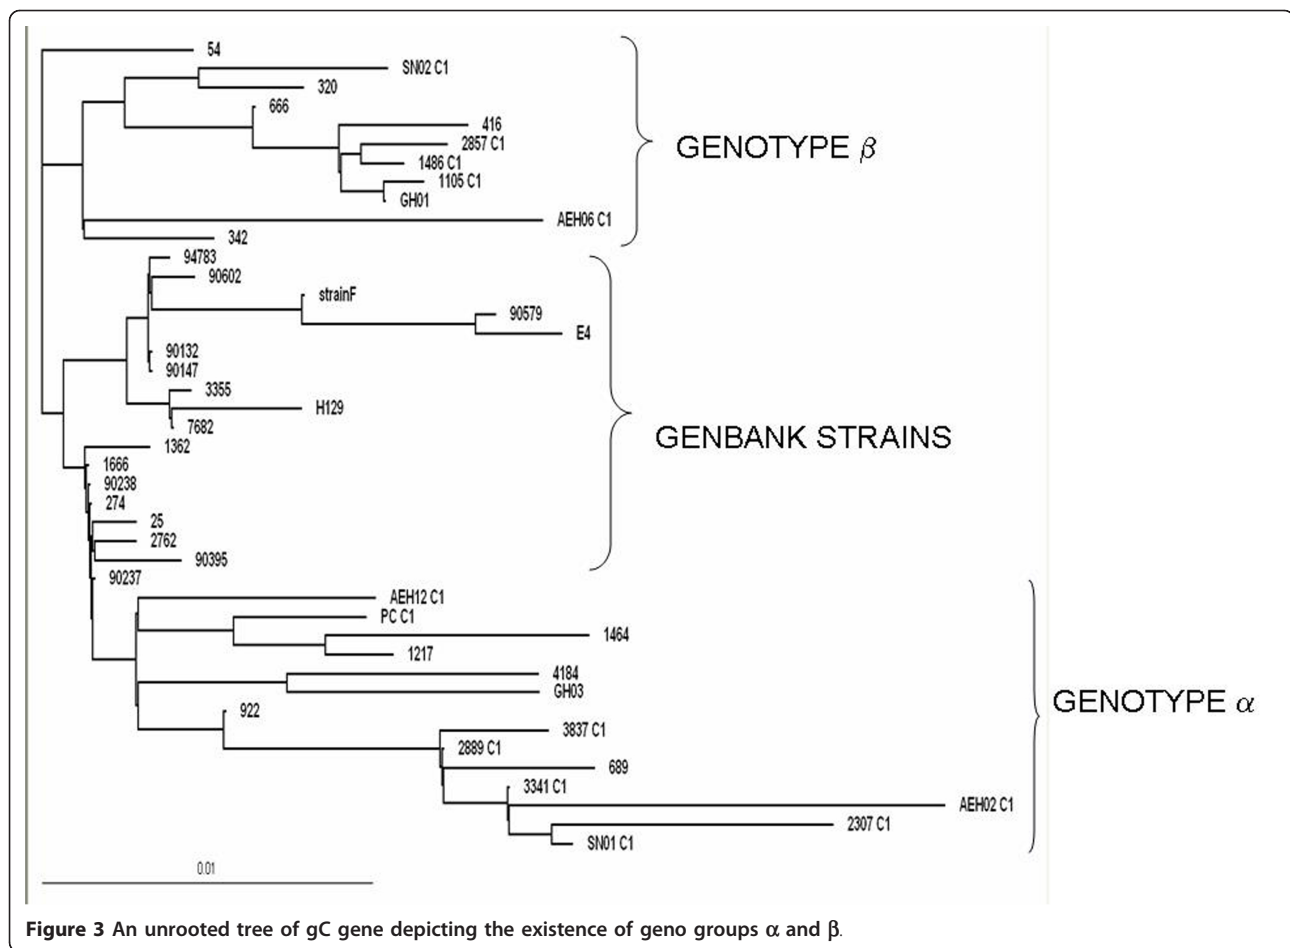 54
SN02 C1
320
666
416
2857 C1
1486 C1
1105 C1
GH01
GENOTYPE β
AEH06 C1
342
94783
90602
strainF
90579
E4
90132
90147
3355
H129
7682
GENBANK STRAINS
1362
1666
90238
274
25
2762
90395
90237
AEH12 C1
PC C1
1464
1217
4184
GH03
GENOTYPE α
922
3837 C1
2889 C1
689
3341 C1
AEH02 C1
2307 C1
SN01 C1
0.01
Figure 3 An unrooted tree of gC gene depicting the existence of geno groups α and β.